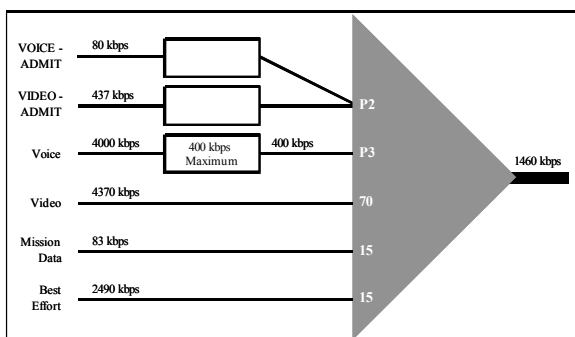 VOICE -
ADMIT
80 kbps
VIDEO -
ADMIT
437 kbps
P2
Voice
4000 kbps
400 kbps
Maximum
400 kbps
P3
1460 kbps
Video
4370 kbps
70
Mission
Data
83 kbps
15
Best
Effort
2490 kbps
15